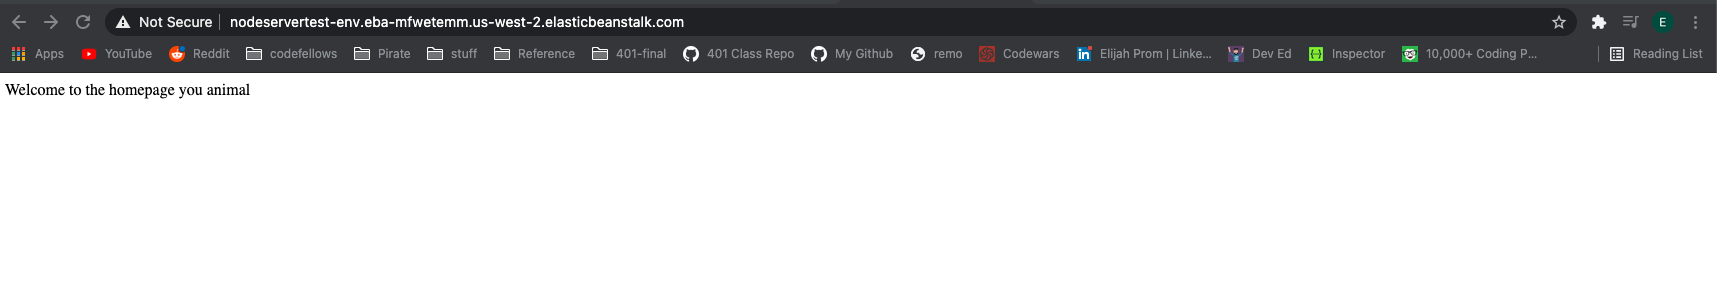 Not Secure nodeservertest-env.eba-mfwetemm.us-west-2.elasticbeanstalk.com E
Apps YouTube Reddit codefellows Pirate stuff Reference 401-final 401 Class Repo My Github remo Codewars in Elijah Prom | Linke... Dev Ed Inspector 10,000+ Coding P... Reading List
Welcome to the homepage you animal